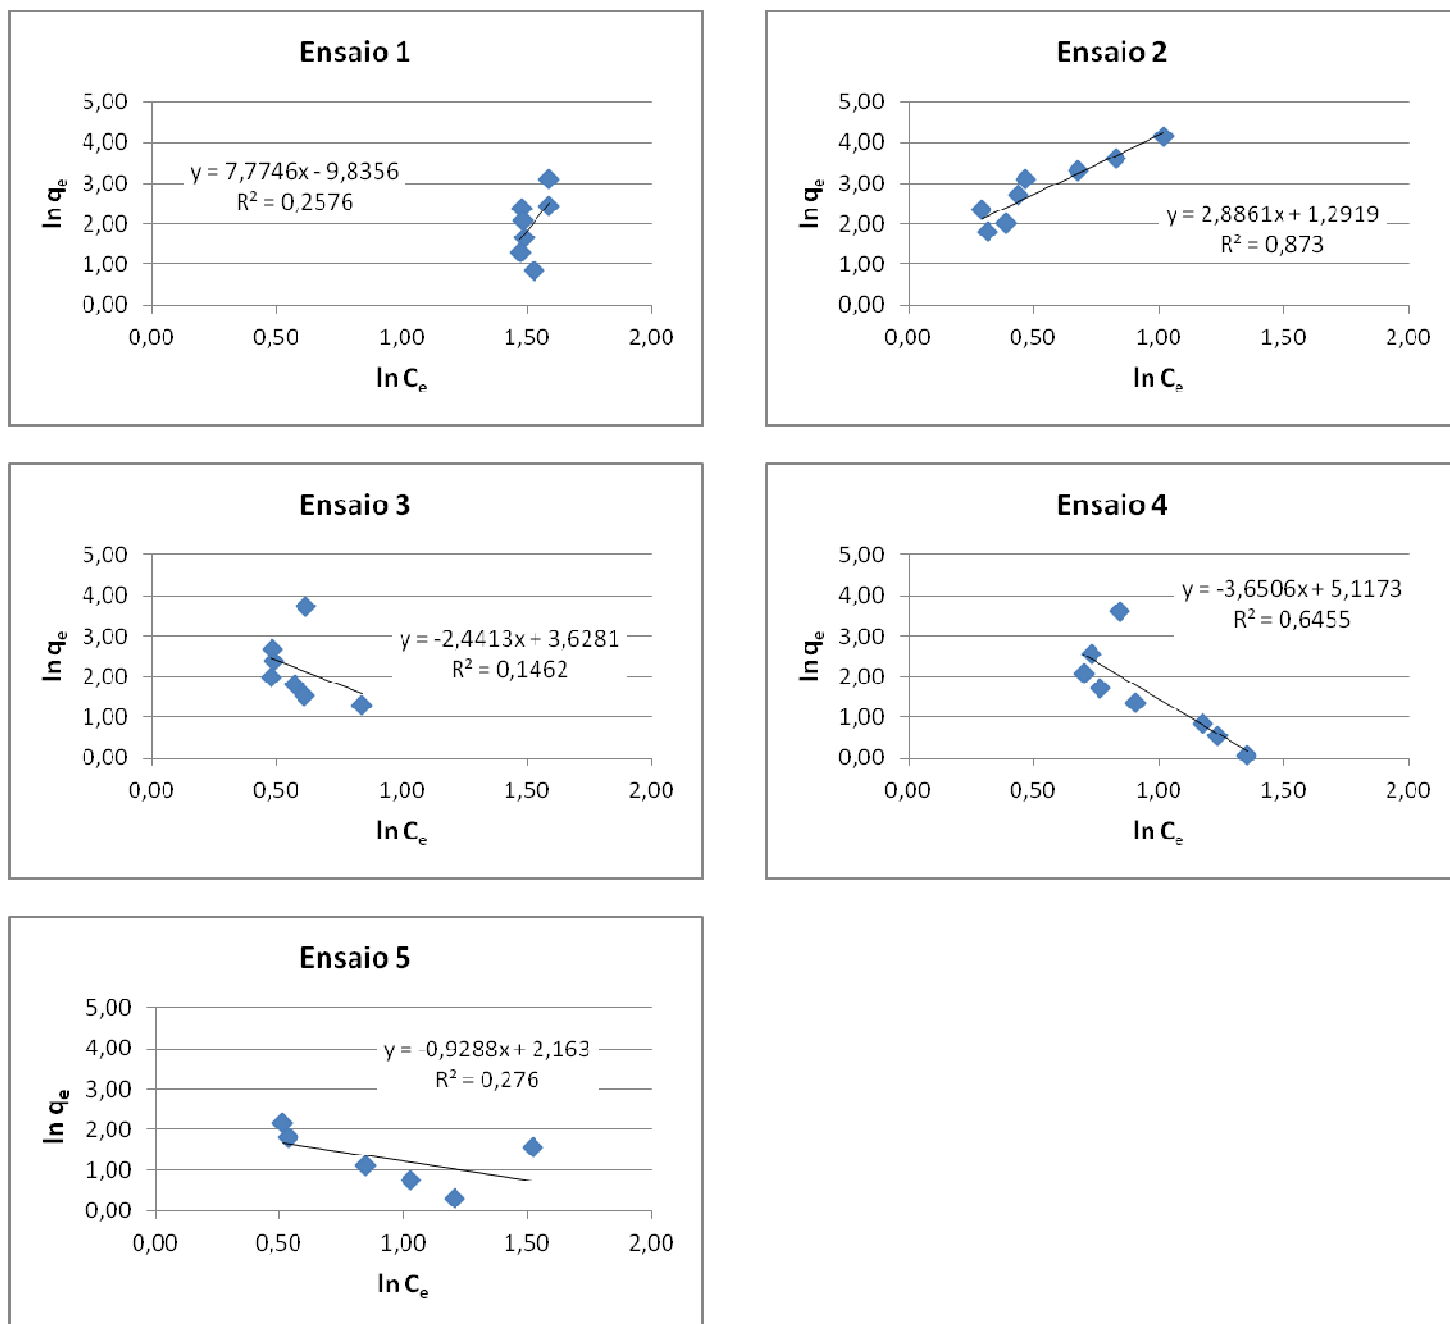 Ensaio 1
5,00
4,00
3,00
2,00
1,00
0,00
ln qe
y = 7,7746x - 9,8356
R² = 0,2576
0,00 0,50 1,00 1,50 2,00
ln Ce
Ensaio 2
5,00
4,00
3,00
2,00
1,00
0,00
ln qe
y = 2,8861x + 1,2919
R² = 0,873
0,00 0,50 1,00 1,50 2,00
ln Ce
Ensaio 3
5,00
4,00
3,00
2,00
1,00
0,00
ln qe
y = -2,4413x + 3,6281
R² = 0,1462
0,00 0,50 1,00 1,50 2,00
ln Ce
Ensaio 4
5,00
4,00
3,00
2,00
1,00
0,00
ln qe
y = -3,6506x + 5,1173
R² = 0,6455
0,00 0,50 1,00 1,50 2,00
ln Ce
Ensaio 5
5,00
4,00
3,00
2,00
1,00
0,00
ln qe
y = -0,9288x + 2,163
R² = 0,276
0,00 0,50 1,00 1,50 2,00
ln Ce